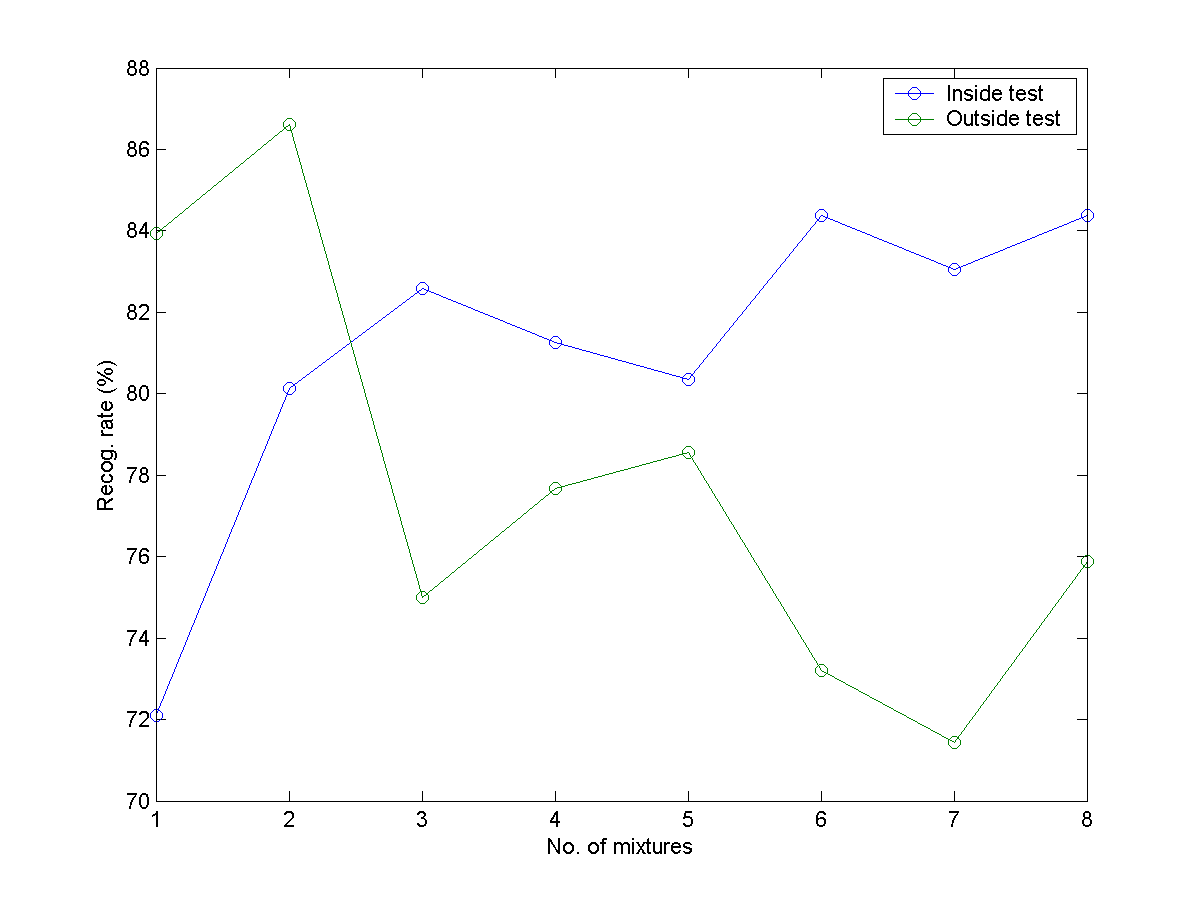 88
86
84
82
80
78
76
74
72
70
Recog. rate (%)
Inside test
Outside test
1 2 3 4 5 6 7 8
No. of mixtures